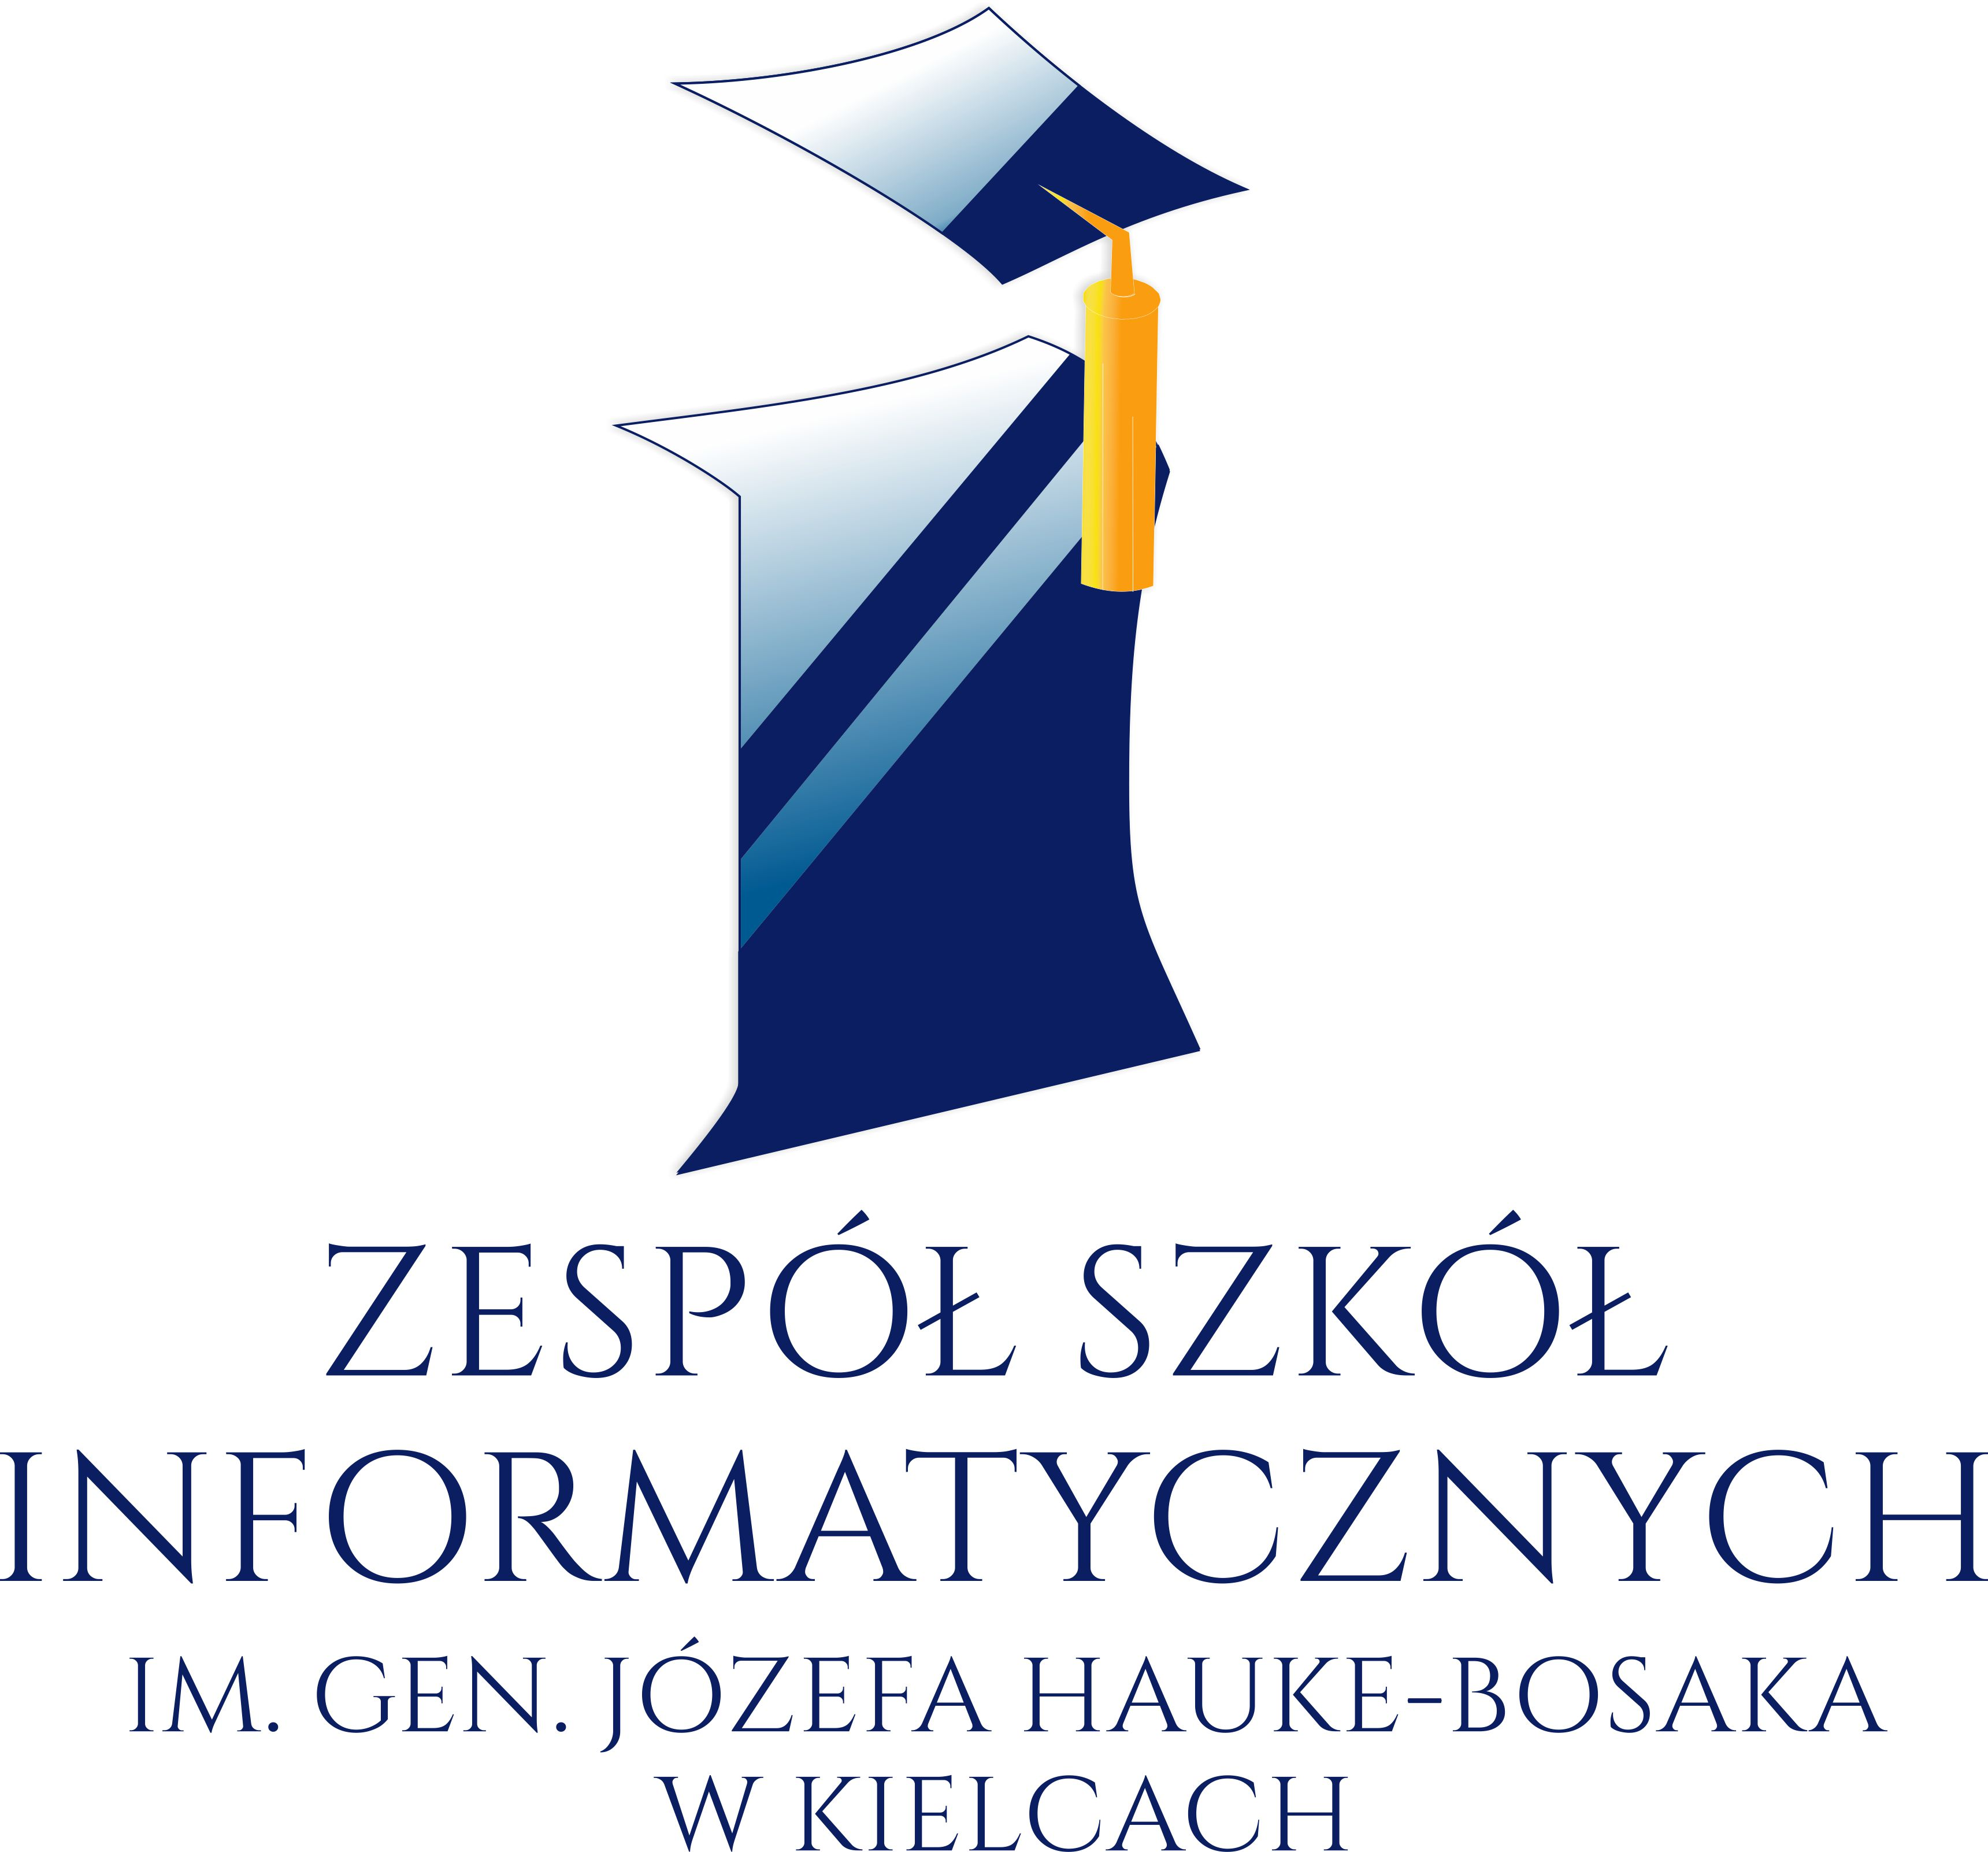 ZESPÓŁ SZKÓŁ
INFORMATYCZNYCH
IM. GEN. JÓZEFA HAUKE-BOSAKA
W KIELCACH